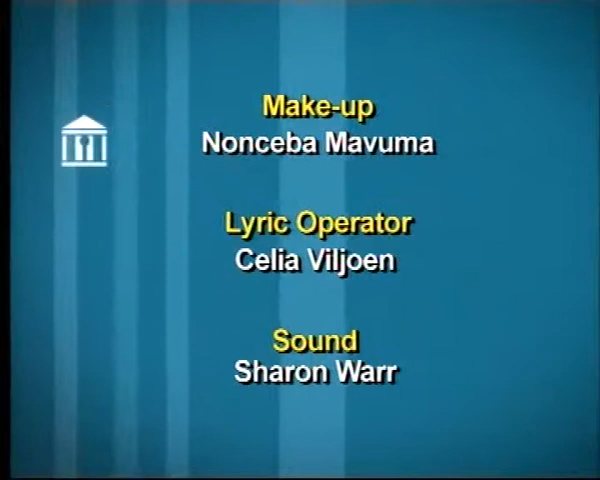 Make-up
Nonceba Mavuma
Lyric Operator
Celia Viljoen
Sound
Sharon Warr